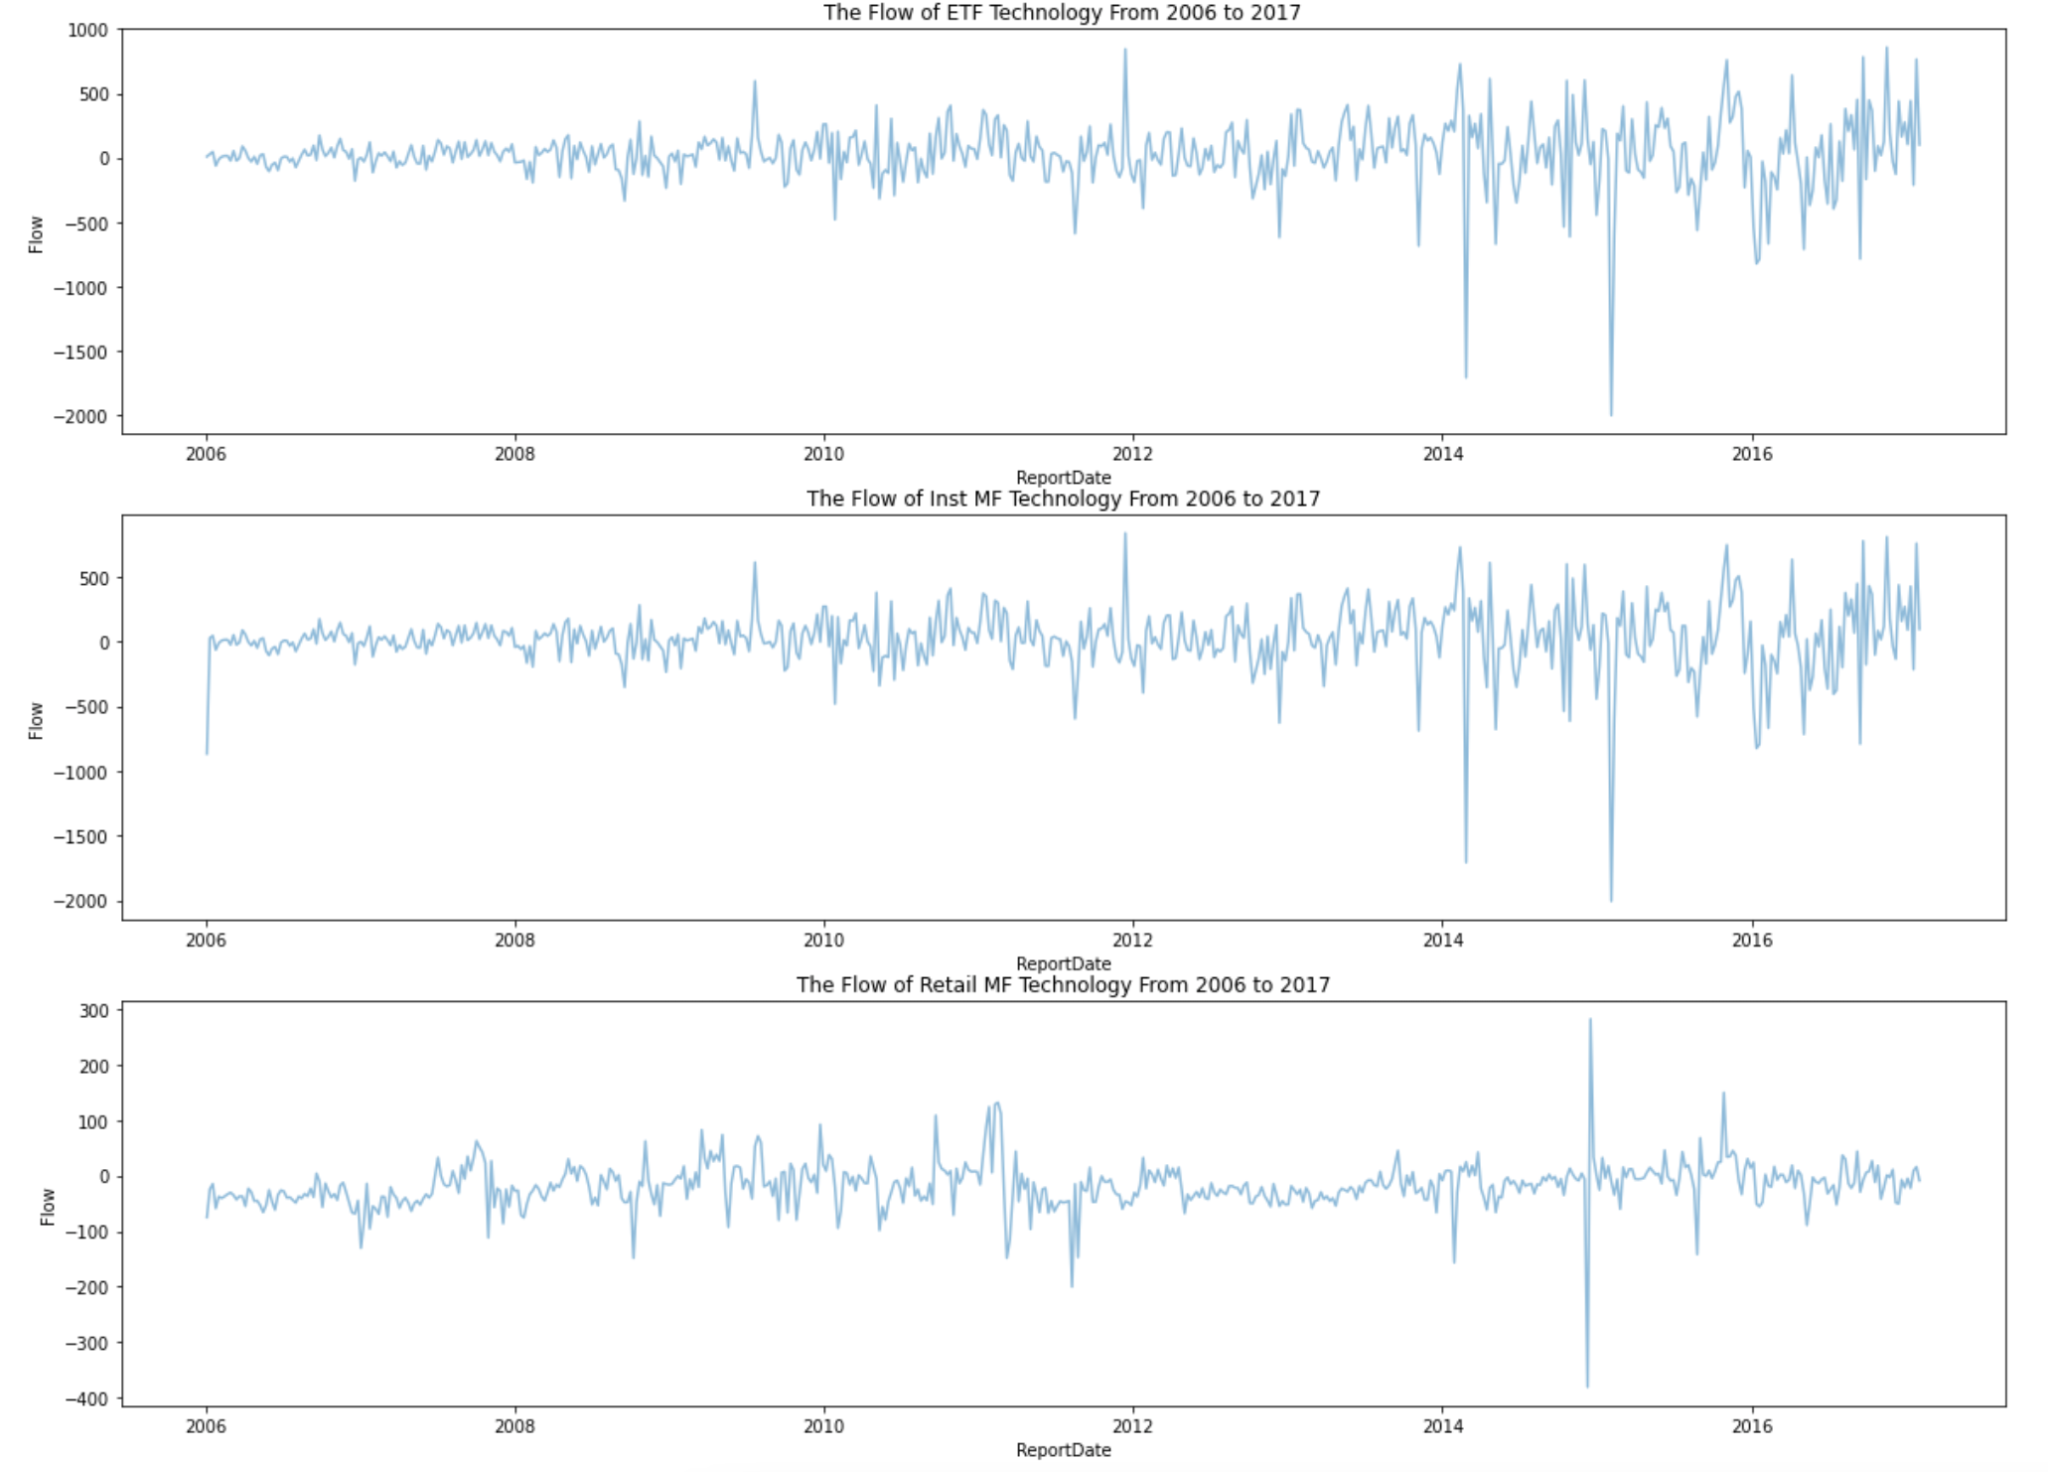 The Flow of ETF Technology From 2006 to 2017
1000
500
0
−500
−1000
−1500
−2000
Flow
2006 2008 2010 2012 2014 2016
ReportDate
The Flow of Inst MF Technology From 2006 to 2017
500
0
−500
−1000
−1500
−2000
Flow
2006 2008 2010 2012 2014 2016
ReportDate
The Flow of Retail MF Technology From 2006 to 2017
300
200
100
0
−100
−200
−300
−400
Flow
2006 2008 2010 2012 2014 2016
ReportDate